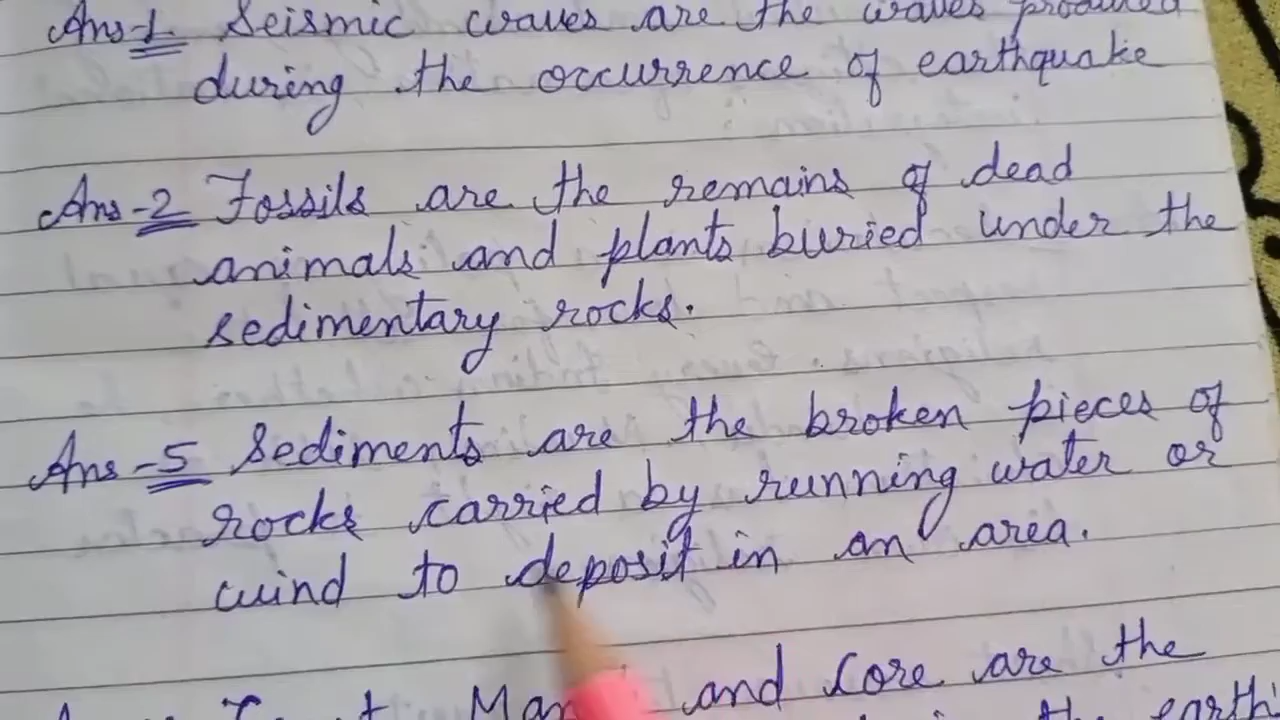 Ans-1. Seismic waves are the waves produced
during the occurrence of earthquake
Ans-2 Fossils are the remains of dead
animals and plants buried under the
sedimentary rocks.
Ans-5 Sediments are the broken pieces of
rocks carried by running water or
wind to deposit in an area.
and Core are the
the earth's